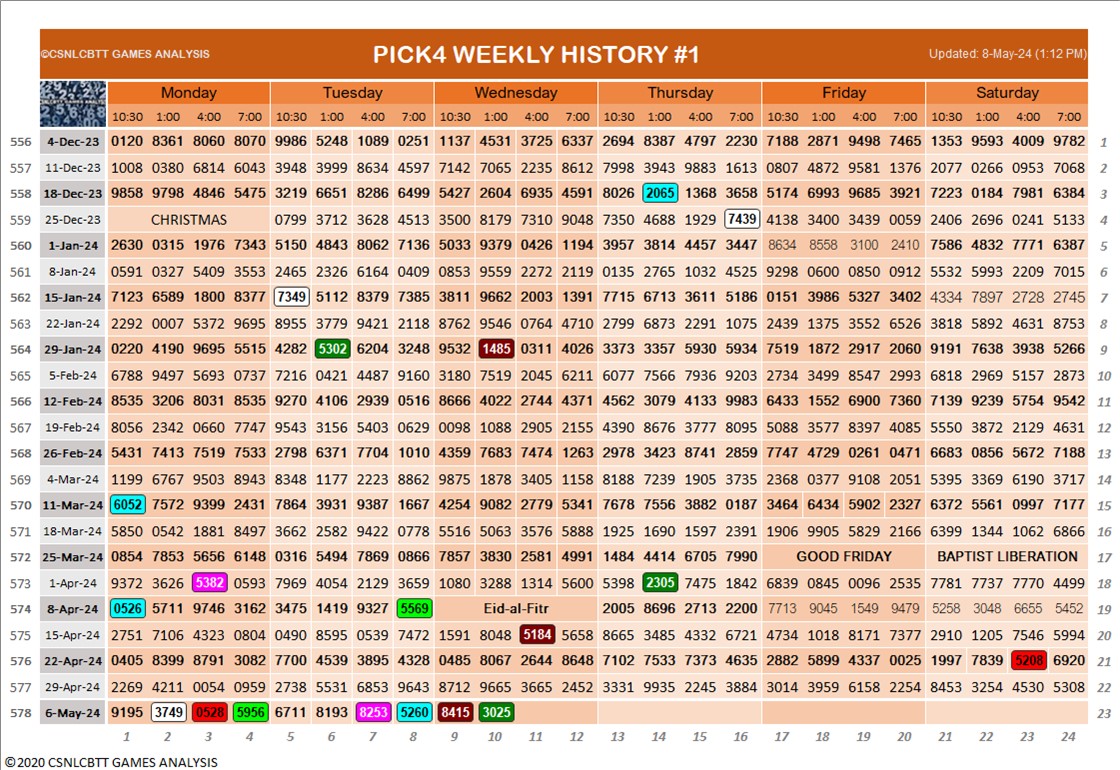 ©CSNLCBTT GAMES ANALYSIS PICK4 WEEKLY HISTORY #1 Updated: 8-May-24 (1:12 PM)
Monday Tuesday Wednesday Thursday Friday Saturday
10:30 1:00 4:00 7:00 10:30 1:00 4:00 8:00 10:30 1:00 4:00 7:00 10:30 1:00 4:00 7:00 10:30 1:00 4:00 7:00 10:30 1:00 4:00 7:00
556 4-Dec-23 0120 8361 8060 8070 9986 5248 1089 0251 1137 4531 3725 6337 2694 8387 4797 2230 7188 2871 9498 7465 1353 9593 4009 9782 1
557 11-Dec-23 1008 0380 6814 6043 3948 3999 8634 4597 7142 7065 2235 8612 7998 3943 9883 1613 0807 4872 9581 1376 2077 0266 0953 7068 2
558 18-Dec-23 9858 9798 4846 5475 3219 6651 8286 6499 5427 2604 6935 4591 8026 2065 1368 3658 5174 6993 9685 3921 7223 0184 7981 6384 3
559 25-Dec-23 CHRISTMAS 0799 3712 3628 4513 3500 8179 7310 9048 7350 4688 1929 7439 4138 3400 3439 0059 2406 2696 0241 5133 4
560 1-Jan-24 2630 0315 1976 7343 5150 4843 8062 7136 5033 9379 0426 1194 3957 3814 4457 3447 8634 8558 3100 2410 7586 4832 7771 6387 5
561 8-Jan-24 0591 0327 5409 3553 2465 2326 6164 0409 0853 9559 2272 2119 0135 2765 1032 4525 9298 0600 0850 0912 5532 5993 2209 7015 6
562 15-Jan-24 7123 6589 1800 8377 7349 5112 8379 7385 3811 9662 2003 1391 7715 6713 3611 5186 0151 3986 5327 3402 4334 7897 2728 2745 7
563 22-Jan-24 2292 0007 5372 9695 8955 3779 9421 2118 8762 9546 0764 4710 2799 6873 2291 1075 2439 1375 3552 6526 3818 5892 4631 8753 8
564 29-Jan-24 0220 4190 9695 5515 4282 5302 6204 3248 9532 1485 0311 4026 3373 3357 5930 5934 7519 1872 2917 2060 9191 7638 3938 5266 9
565 5-Feb-24 6788 9497 5693 0737 7216 0421 4487 9160 3180 7519 2045 6211 6077 7566 7936 9203 2734 3499 8547 2993 6818 2969 5157 2873 10
566 12-Feb-24 8535 3206 8031 8535 9270 4106 2939 0516 8666 4022 2744 4371 4562 3079 4133 9983 6433 1552 6900 7360 7139 9239 5754 9542 11
567 19-Feb-24 8056 2342 0660 7747 9543 3156 5403 0629 0098 1088 2905 2155 4390 8676 3777 8095 5088 3577 8397 4085 5550 3872 2129 4631 12
568 26-Feb-24 5431 7413 7519 7533 2798 6371 7704 1010 4359 7683 7474 1263 2978 3423 8741 2859 7747 4729 0261 0471 6683 0856 5672 7188 13
569 4-Mar-24 1199 6767 9503 8943 8348 1177 2223 8862 9875 1878 3405 1158 8188 7239 1905 3735 2368 0377 9108 2051 5395 3369 6190 3717 14
570 11-Mar-24 6052 7572 9399 2431 7864 3931 9387 1667 4254 9082 2779 5341 7678 7556 3882 0187 3464 6434 5902 2327 6372 5561 0997 7177 15
571 18-Mar-24 5850 0542 1881 8497 3662 2582 9422 0778 5516 5063 3576 5888 1925 1690 1597 2391 1906 9905 5829 2166 6399 1344 1062 6866 16
572 25-Mar-24 0854 7853 5656 6148 0316 5494 7869 0866 7857 3830 2581 4991 1484 4414 6705 7990 GOOD FRIDAY BAPTIST LIBERATION 17
573 1-Apr-24 9372 3626 5382 0593 7969 4054 2129 3659 1080 3288 1314 5600 5398 2305 7475 1842 6839 0845 0096 5235 7781 7737 7770 4499 18
574 8-Apr-24 0526 5711 9746 3162 3475 1419 9327 5569 Eid-al-Fitr 2005 8696 2713 2200 7713 9045 1549 9479 5258 3048 6655 5452 19
575 15-Apr-24 2751 7106 4323 0804 0490 8595 0539 7472 1591 8048 5184 5658 8665 3485 4332 6721 4734 1018 8171 7377 2910 1205 7546 5994 20
576 22-Apr-24 0405 8399 8791 3082 7700 4539 3895 4328 0485 8067 2644 8648 7102 7533 7373 4635 2882 5899 4337 0025 1997 7839 5208 6920 21
577 29-Apr-24 2269 4211 0054 0959 2738 5531 6853 9643 8712 9665 3665 2452 3331 9935 2245 3884 3014 3959 6158 2254 8453 3254 4530 5308 22
578 6-May-24 9195 3749 0528 5956 6711 8193 8253 5260 8415 3025 23
1 2 3 4 5 6 7 8 9 10 11 12 13 14 15 16 17 18 19 20 21 22 23 24
©2020 CSNLCBTT GAMES ANALYSIS